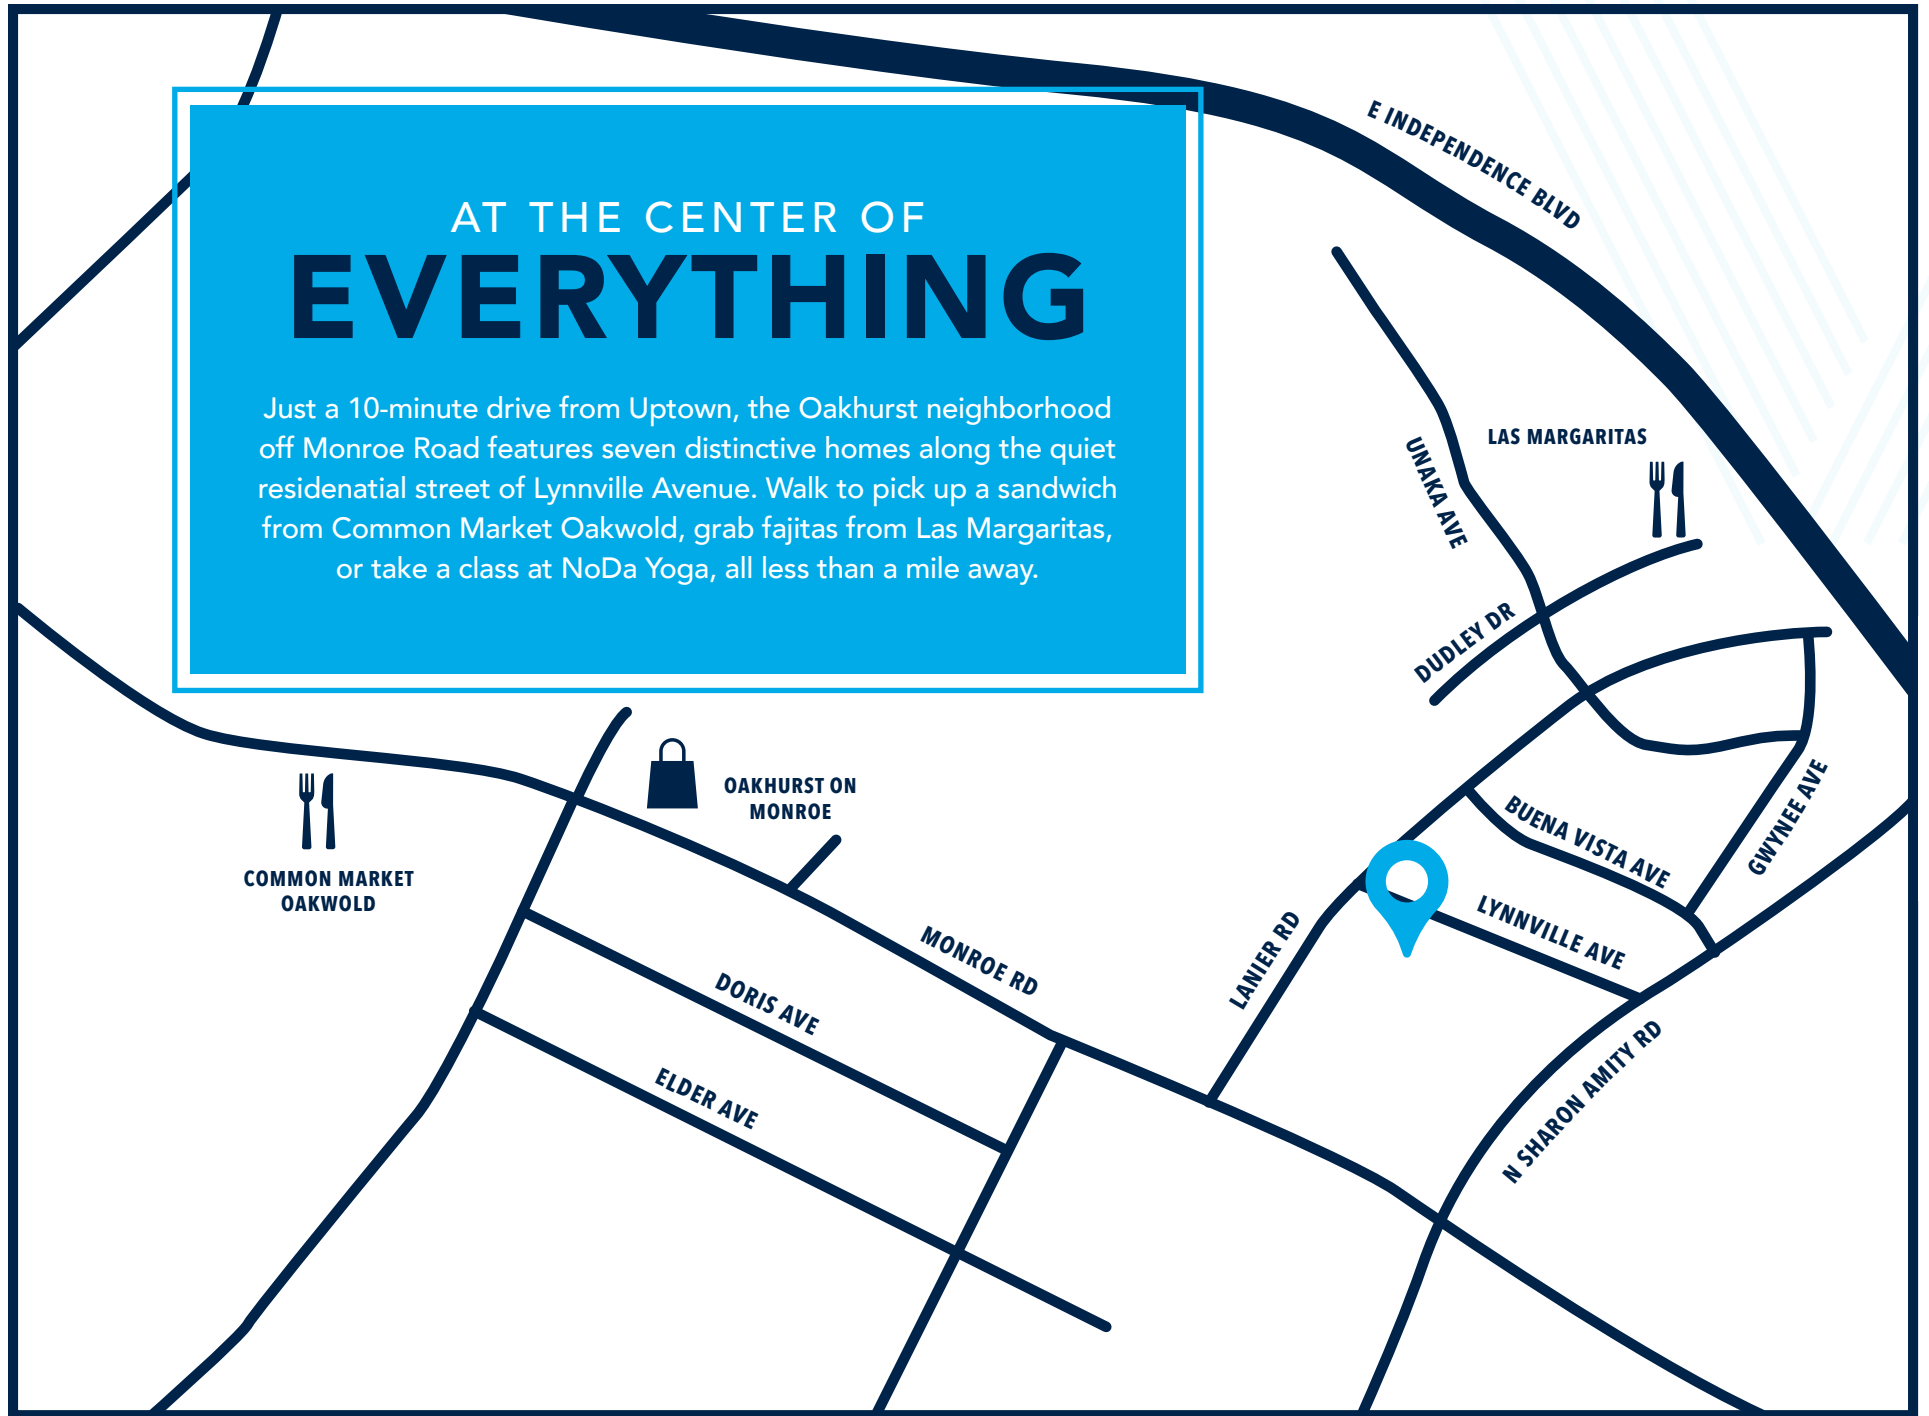 AT THE CENTER OF
EVERYTHING
Just a 10-minute drive from Uptown, the Oakhurst neighborhood
off Monroe Road features seven distinctive homes along the quiet
residenatial street of Lynnville Avenue. Walk to pick up a sandwich
from Common Market Oakwold, grab fajitas from Las Margaritas,
or take a class at NoDa Yoga, all less than a mile away.
E INDEPENDENCE BLVD
LAS MARGARITAS
UNAKA AVE
DUDLEY DR
OAKHURST ON
MONROE
COMMON MARKET
OAKWOLD
BUENA VISTA AVE
GWYNEE AVE
LYNNVILLE AVE
LANIER RD
MONROE RD
DORIS AVE
ELDER AVE
N SHARON AMITY RD